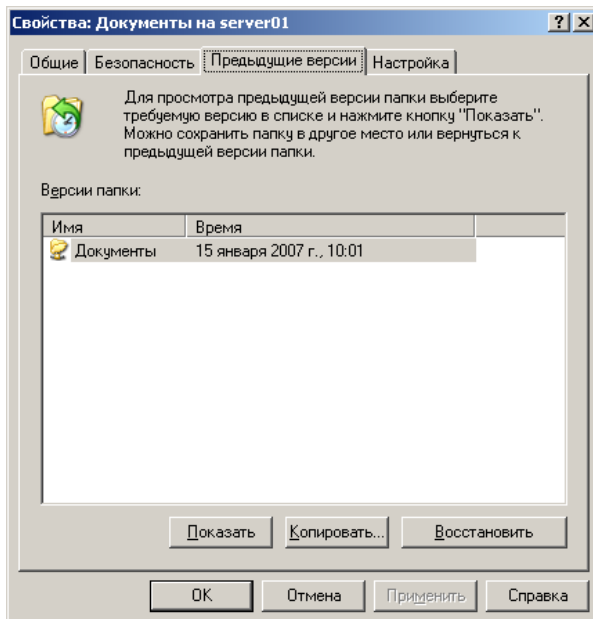 Свойства: Документы на server01
Общие Безопасность Предыдущие версии Настройка
Для просмотра предыдущей версии папки выберите
требуемую версию в списке и нажмите кнопку "Показать".
Можно сохранить папку в другое место или вернуться к
предыдущей версии папки.
Версии папки:
Имя Время
Документы 15 января 2007 г., 10:01
Показать Копировать... Восстановить
OK Отмена Применить Справка